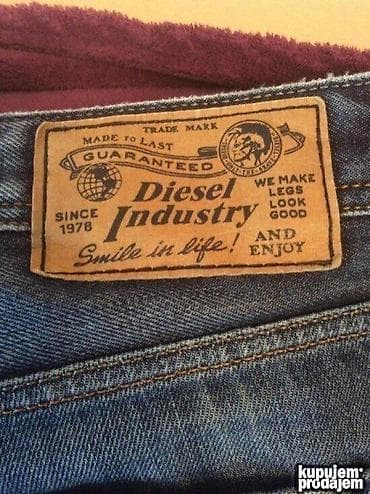 TRADE MARK
MADE TO LAST
GUARANTEED
Diesel
Industry
SINCE
1978
WE MAKE
LEGS
LOOK
GOOD
AND
ENJOY
Smile in life!
kupujem
prodajem